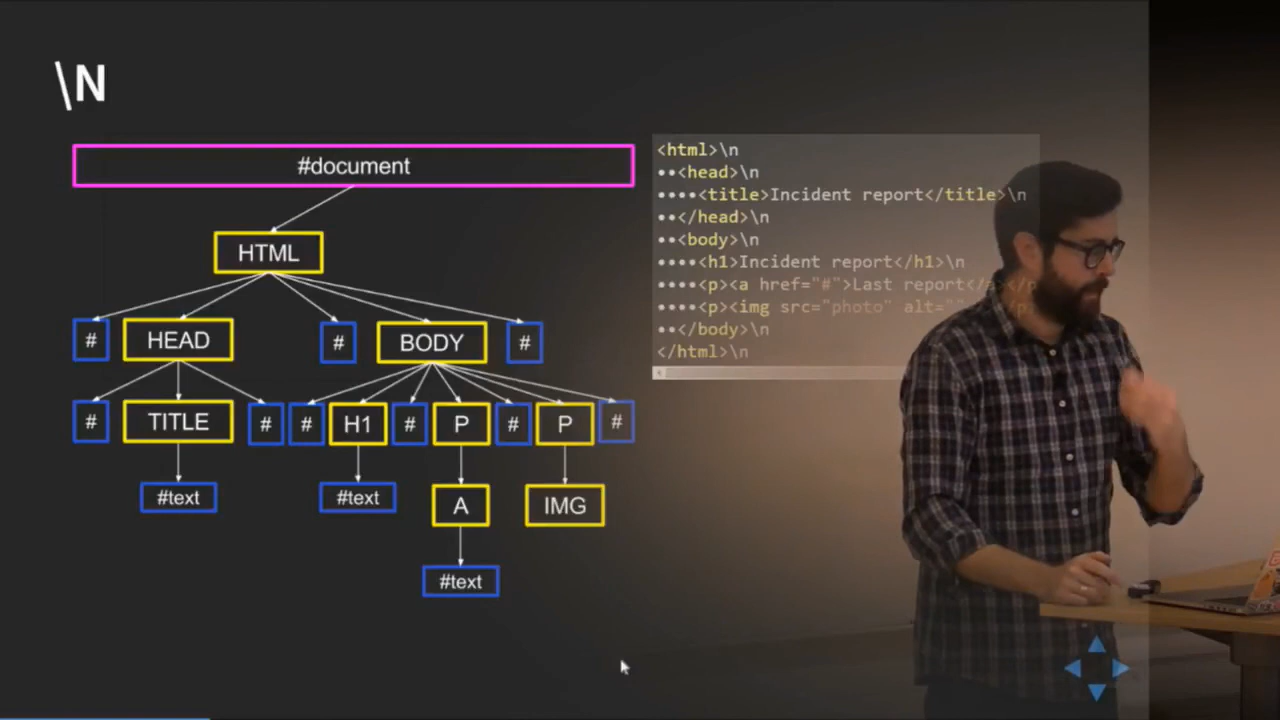 \N
#document
HTML
# HEAD # BODY #
# TITLE # # H1 # P # P #
#text #text A IMG
#text
<html>\n
••<head>\n
••••<title>Incident report</title>\n
••</head>\n
••<body>\n
••••<h1>Incident report</h1>\n
••••<p><a href="#">Last report</a></p
••••<p><img src="photo" alt=""
••</body>\n
</html>\n